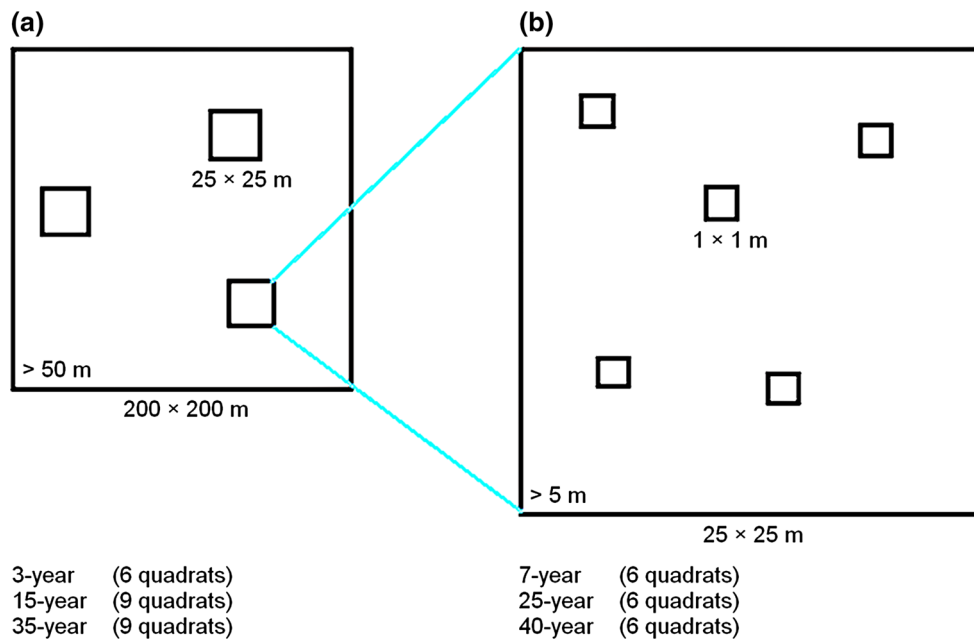 (a)
25 × 25 m
> 50 m
200 × 200 m
(b)
1 × 1 m
> 5 m
25 × 25 m
3-year (6 quadrats)
15-year (9 quadrats)
35-year (9 quadrats)
7-year (6 quadrats)
25-year (6 quadrats)
40-year (6 quadrats)